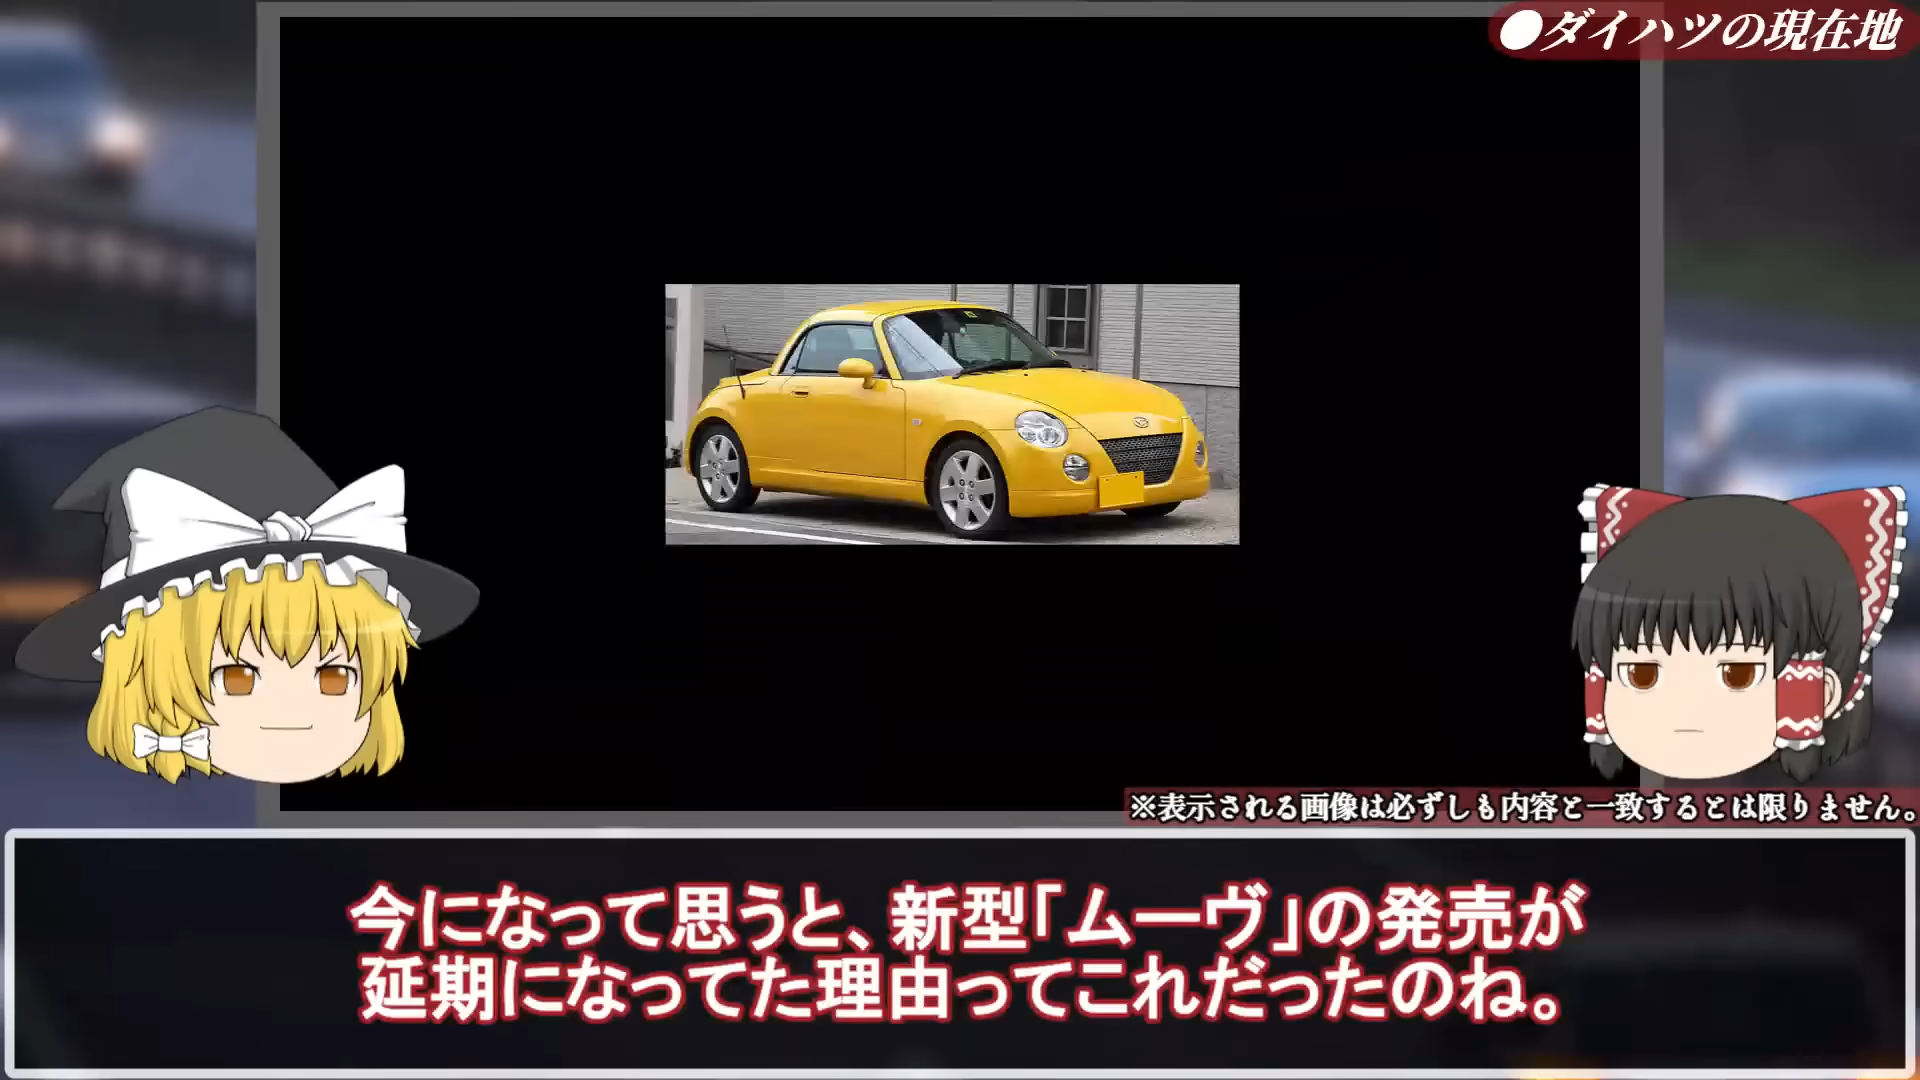 ●ダイハツの現在地
※表示される画像は必ずしも内容と一致するとは限りません。
今になって思うと、新型「ムーヴ」の発売が
延期になってた理由ってこれだったのね。